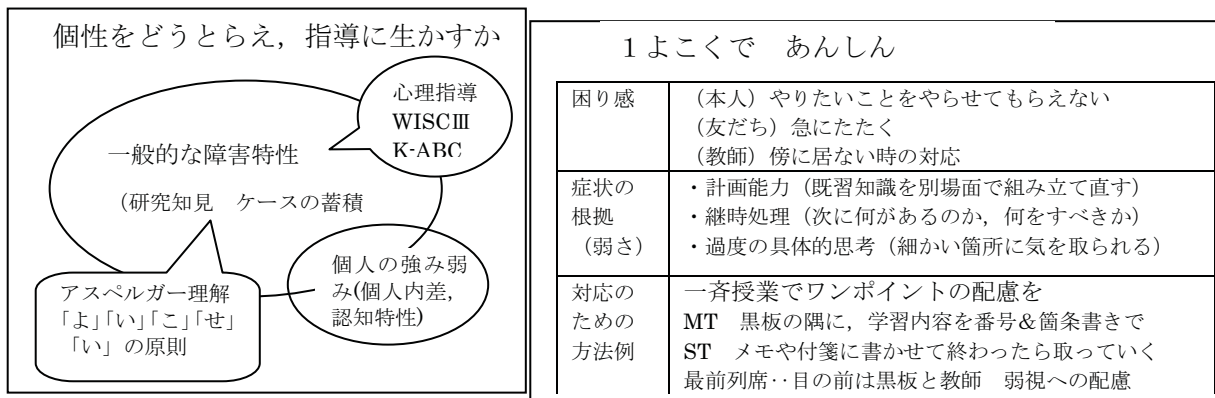 個性をどうとらえ，指導に生かすか
心理指導
WISCⅢ
K-ABC
一般的な障害特性
（研究知見　ケースの蓄積
個人の強み弱
み(個人内差，
認知特性)
アスペルガー理解
「よ」「い」「こ」「せ」
「い」の原則
１よこくで　あんしん
困り感
（本人）やりたいことをやらせてもらえない
（友だち）急にたたく
（教師）傍に居ない時の対応
症状の
根拠
（弱さ）
・計画能力（既習知識を別場面で組み立て直す）
・継時処理（次に何があるのか，何をすべきか）
・過度の具体的思考（細かい箇所に気を取られる）
対応の
ための
方法例
一斉授業でワンポイントの配慮を
MT　黒板の隅に，学習内容を番号＆箇条書きで
ST　メモや付箋に書かせて終わったら取っていく
最前列席‥目の前は黒板と教師　弱視への配慮